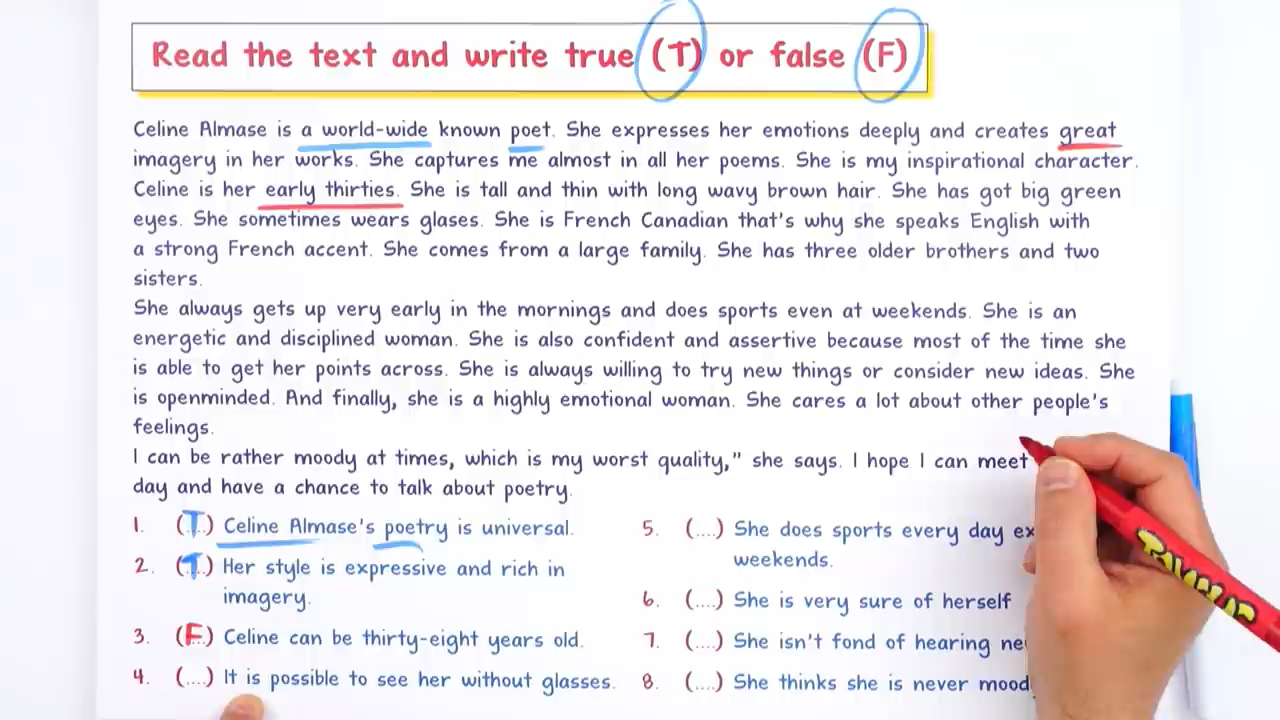 Read the text and write true (T) or false (F)
Celine Almase is a world-wide known poet. She expresses her emotions deeply and creates great
imagery in her works. She captures me almost in all her poems. She is my inspirational character.
Celine is her early thirties. She is tall and thin with long wavy brown hair. She has got big green
eyes. She sometimes wears glases. She is French Canadian that's why she speaks English with
a strong French accent. She comes from a large family. She has three older brothers and two
sisters.
She always gets up very early in the mornings and does sports even at weekends. She is an
energetic and disciplined woman. She is also confident and assertive because most of the time she
is able to get her points across. She is always willing to try new things or consider new ideas. She
is openminded. And finally, she is a highly emotional woman. She cares a lot about other people's
feelings.
I can be rather moody at times, which is my worst quality," she says. I hope I can meet
day and have a chance to talk about poetry.
1. (T) Celine Almase's poetry is universal.
2. (T) Her style is expressive and rich in
imagery.
3. (F) Celine can be thirty-eight years old.
4. (....) It is possible to see her without glasses.
5. (....) She does sports every day
weekends.
6. (....) She is very sure of herself
7. (....) She isn't fond of hearing
8. (....) She thinks she is never